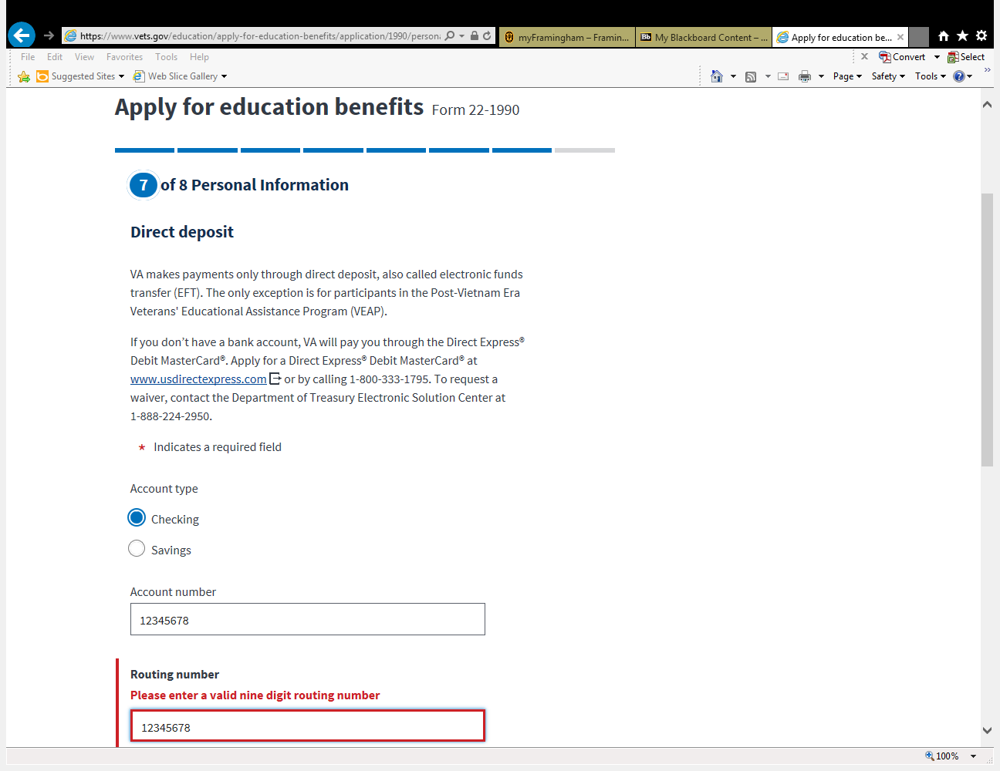 https://www.vets.gov/education/apply-for-education-benefits/application/1990/person
myFramingham – Framin...
Bb My Blackboard Content – ...
Apply for education be...
File Edit View Favorites Tools Help
Convert Select
Suggested Sites Web Slice Gallery
Page Safety Tools
Apply for education benefits Form 22-1990
7 of 8 Personal Information
Direct deposit
VA makes payments only through direct deposit, also called electronic funds
transfer (EFT). The only exception is for participants in the Post-Vietnam Era
Veterans' Educational Assistance Program (VEAP).
If you don’t have a bank account, VA will pay you through the Direct Express®
Debit MasterCard®. Apply for a Direct Express® Debit MasterCard® at
www.usdirectexpress.com or by calling 1-800-333-1795. To request a
waiver, contact the Department of Treasury Electronic Solution Center at
1-888-224-2950.
* Indicates a required field
Account type
Checking
Savings
Account number
12345678
Routing number
Please enter a valid nine digit routing number
12345678
100%